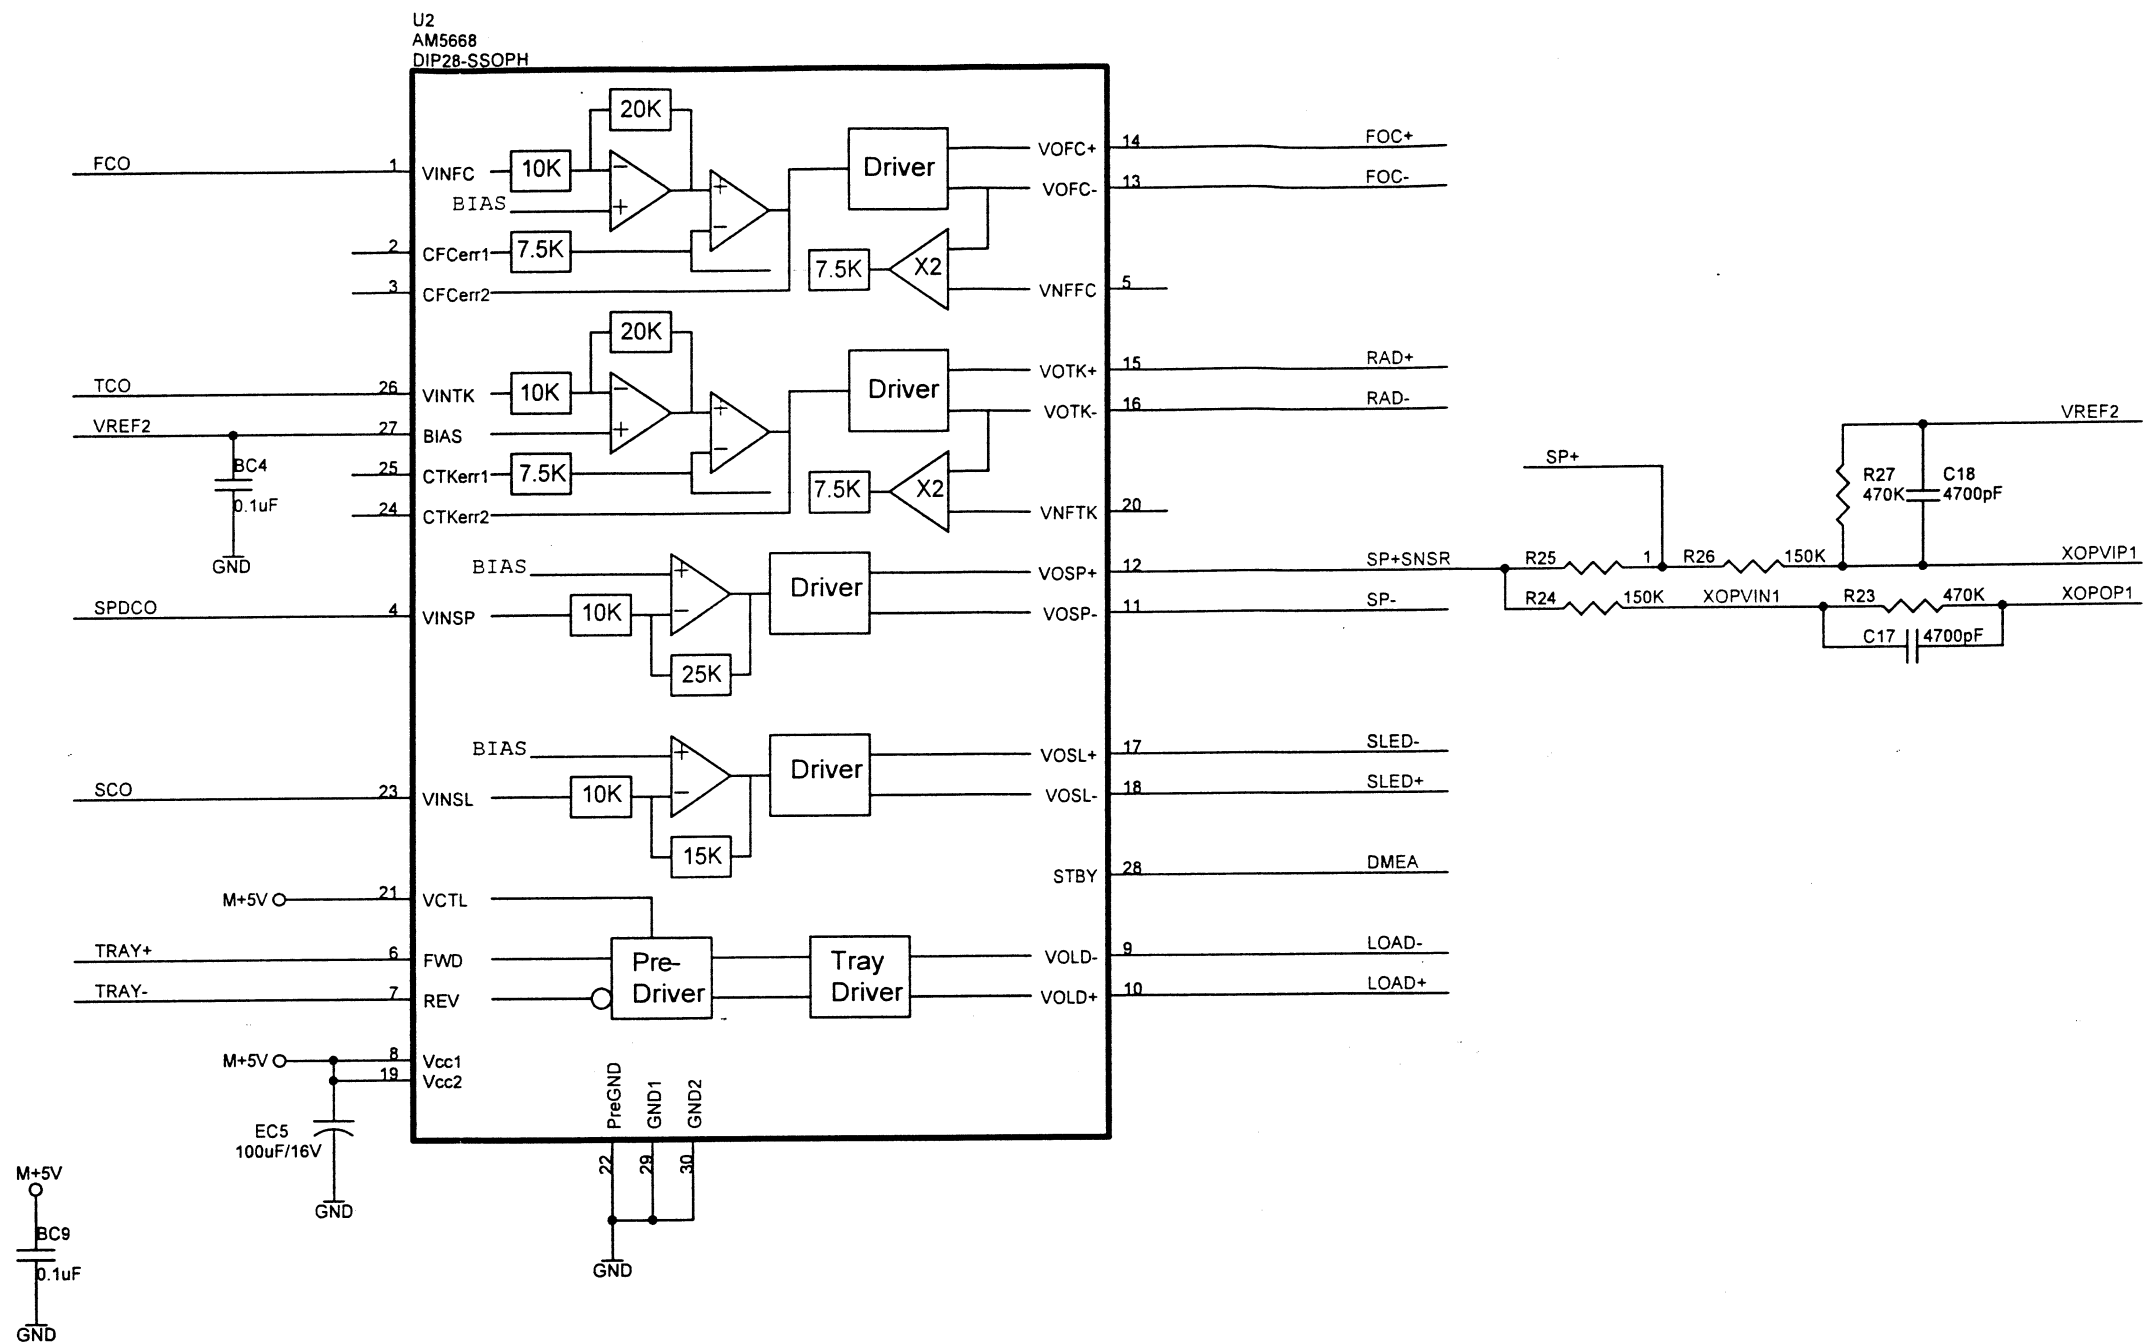 U2
AM5668
DIP28-SSOPH
FCO
1
VINFC
10K
20K
BIAS
Driver
VOFC+
14
FOC+
VOFC-
13
FOC-
2
CFCerr1
7.5K
7.5K
X2
3
CFCerr2
VNFFC
5
TCO
26
VINTK
10K
20K
Driver
VOTK+
15
RAD+
VREF2
27
BIAS
VOTK-
16
RAD-
BC4
0.1uF
GND
25
CTKerr1
7.5K
7.5K
X2
24
CTKerr2
VNFTK
20
VREF2
SP+
R27
470K
C18
4700pF
BIAS
Driver
VOSP+
12
SP+SNSR
R25
1
R26
150K
XOPVIP1
SPDCO
4
VINSP
10K
25K
VOSP-
11
SP-
R24
150K
XOPVIN1
R23
470K
XOPOP1
C17
4700pF
BIAS
Driver
VOSL+
17
SLED-
SCO
23
VINSL
10K
15K
VOSL-
18
SLED+
STBY
28
DMEA
M+5V
21
VCTL
TRAY+
6
FWD
Pre-
Driver
Tray
Driver
VOLD-
9
LOAD-
TRAY-
7
REV
VOLD+
10
LOAD+
M+5V
8
Vcc1
19
Vcc2
EC5
100uF/16V
GND
PreGND
GND1
GND2
22
29
30
GND
M+5V
BC9
0.1uF
GND